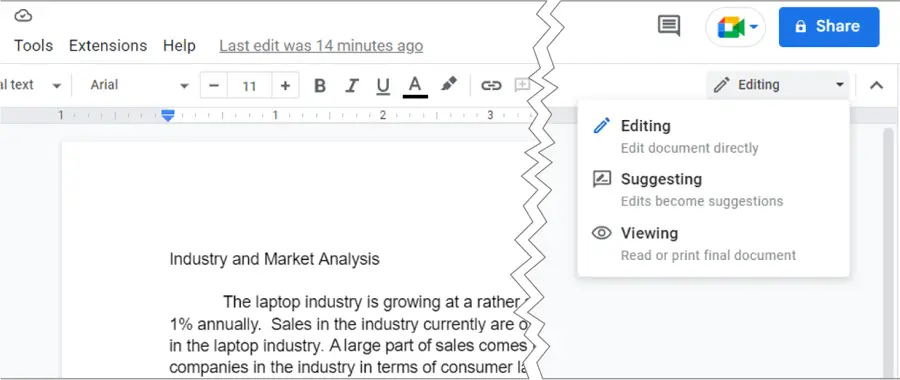 Share
Tools Extensions Help Last edit was 14 minutes ago
al text Arial 11 B I U A Editing
1 1 2 3
Editing
Edit document directly
Suggesting
Edits become suggestions
Viewing
Read or print final document
Industry and Market Analysis
The laptop industry is growing at a rather
1% annually. Sales in the industry currently are
in the laptop industry. A large part of sales comes
companies in the industry in terms of consumer